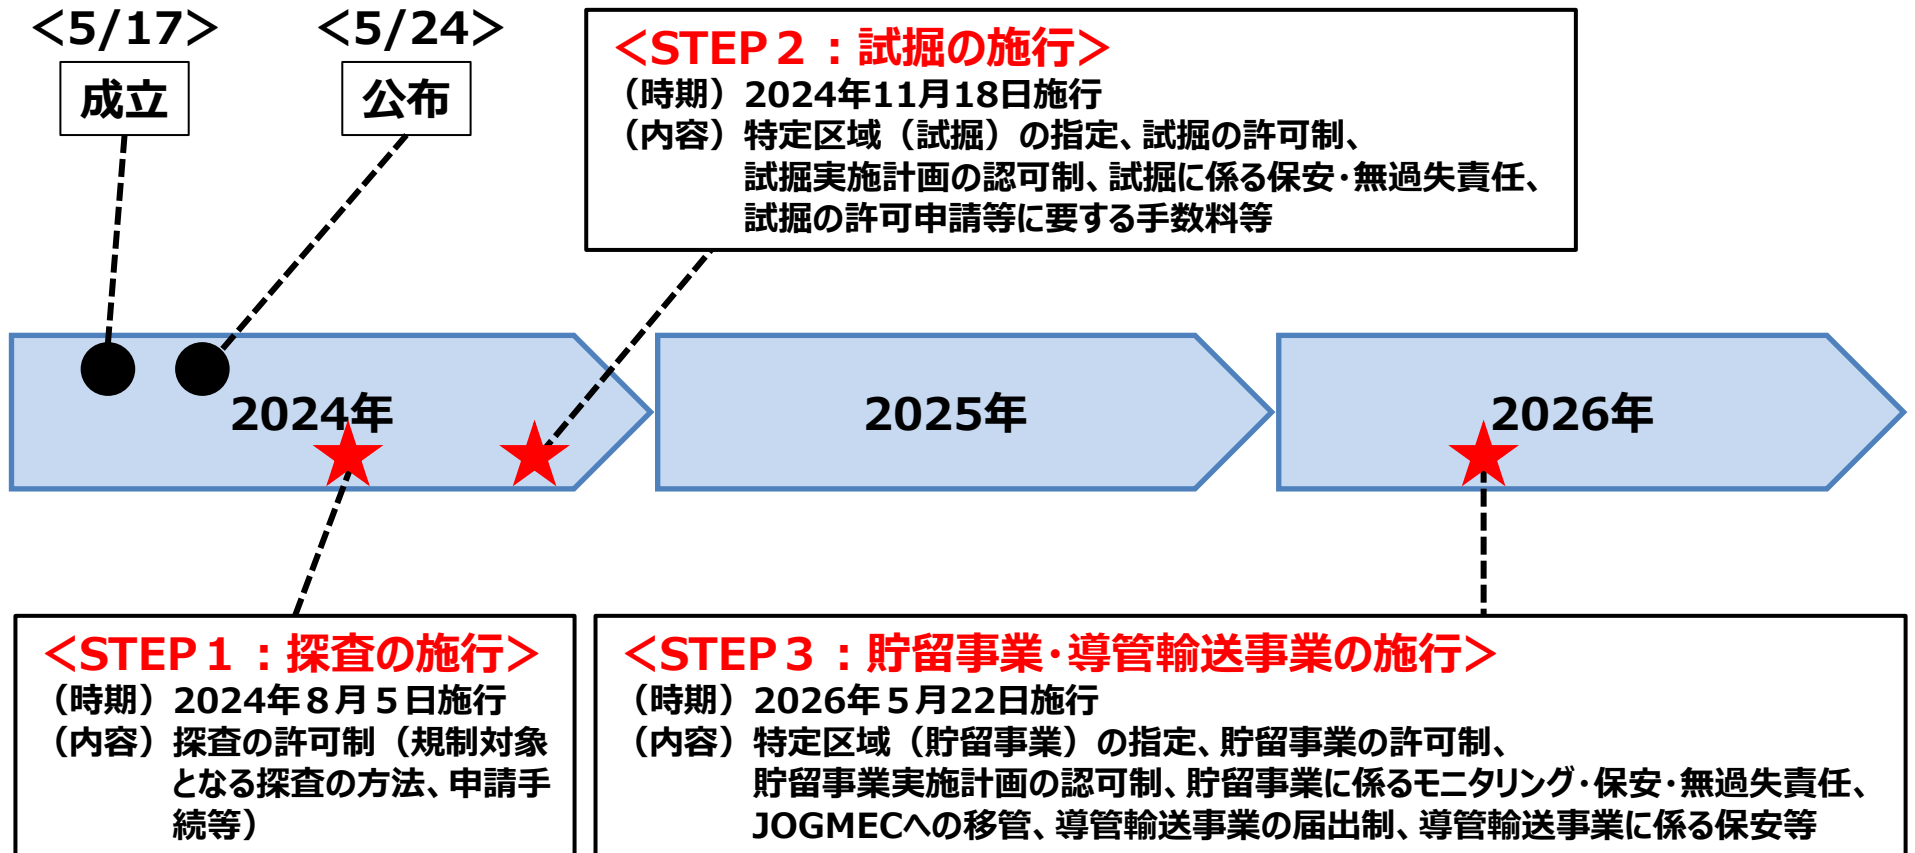 ＜5/17＞
成立
＜5/24＞
公布
＜STEP２：試掘の施行＞
（時期）2024年11月18日施行
（内容）特定区域（試掘）の指定、試掘の許可制、
試掘実施計画の認可制、試掘に係る保安・無過失責任、
試掘の許可申請等に要する手数料等
2024年
2025年
2026年
＜STEP１：探査の施行＞
（時期）2024年８月５日施行
（内容）探査の許可制（規制対象
となる探査の方法、申請手
続等）
＜STEP３：貯留事業・導管輸送事業の施行＞
（時期）2026年５月22日施行
（内容）特定区域（貯留事業）の指定、貯留事業の許可制、
貯留事業実施計画の認可制、貯留事業に係るモニタリング・保安・無過失責任、
JOGMECへの移管、導管輸送事業の届出制、導管輸送事業に係る保安等